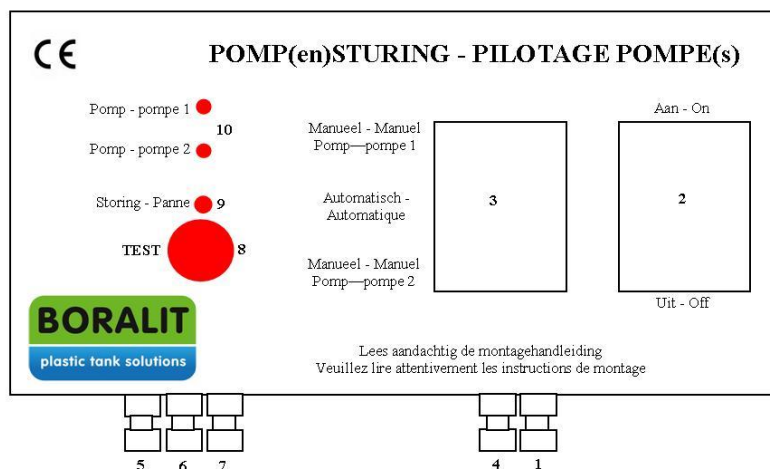 CE
POMP(en)STURING - PILOTAGE POMPE(s)
Pomp - pompe 1
10
Pomp - pompe 2
Storing - Panne
9
TEST
8
Manueel - Manuel
Pomp—pompe 1
Automatisch -
Automatique
Manueel - Manuel
Pomp—pompe 2
3
Aan - On
2
Uit - Off
BORALIT
plastic tank solutions
Lees aandachtig de montagehandleiding
Veuillez lire attentivement les instructions de montage
5
6
7
4
1